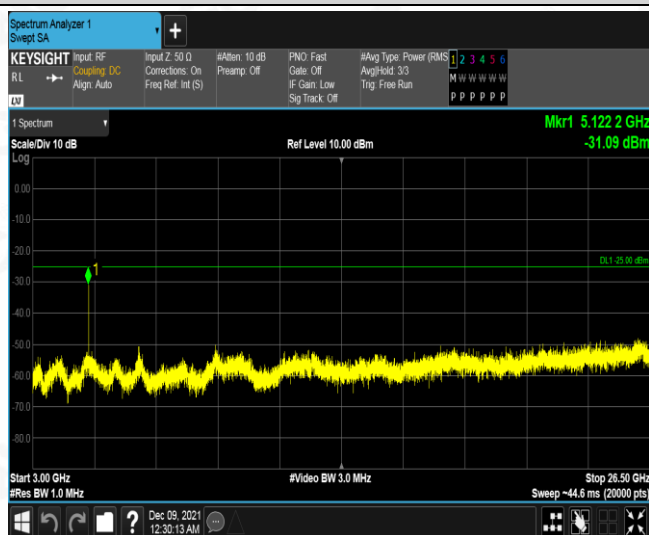 Spectrum Analyzer 1
Swept SA
+
KEYSIGHT
RL
LXI
Input: RF
Coupling: DC
Align: Auto
Input Z: 50 Ω
Corrections: On
Freq Ref: Int (S)
#Atten: 10 dB
Preamp: Off
PNO: Fast
Gate: Off
IF Gain: Low
Sig Track: Off
#Avg Type: Power (RMS
Avg|Hold: 3/3
Trig: Free Run
1 2 3 4 5 6
M W W W W W
P P P P P P
1 Spectrum
Mkr1 5.122 2 GHz
Scale/Div 10 dB
Ref Level 10.00 dBm
-31.09 dBm
Log
0.00
-10.0
-20.0
DL1 -25.00 dBm
1
-30.0
-40.0
-50.0
-60.0
-70.0
-80.0
Start 3.00 GHz
#Video BW 3.0 MHz
Stop 26.50 GHz
#Res BW 1.0 MHz
Sweep ~44.6 ms (20000 pts)
?
Dec 09, 2021
12:30:13 AM